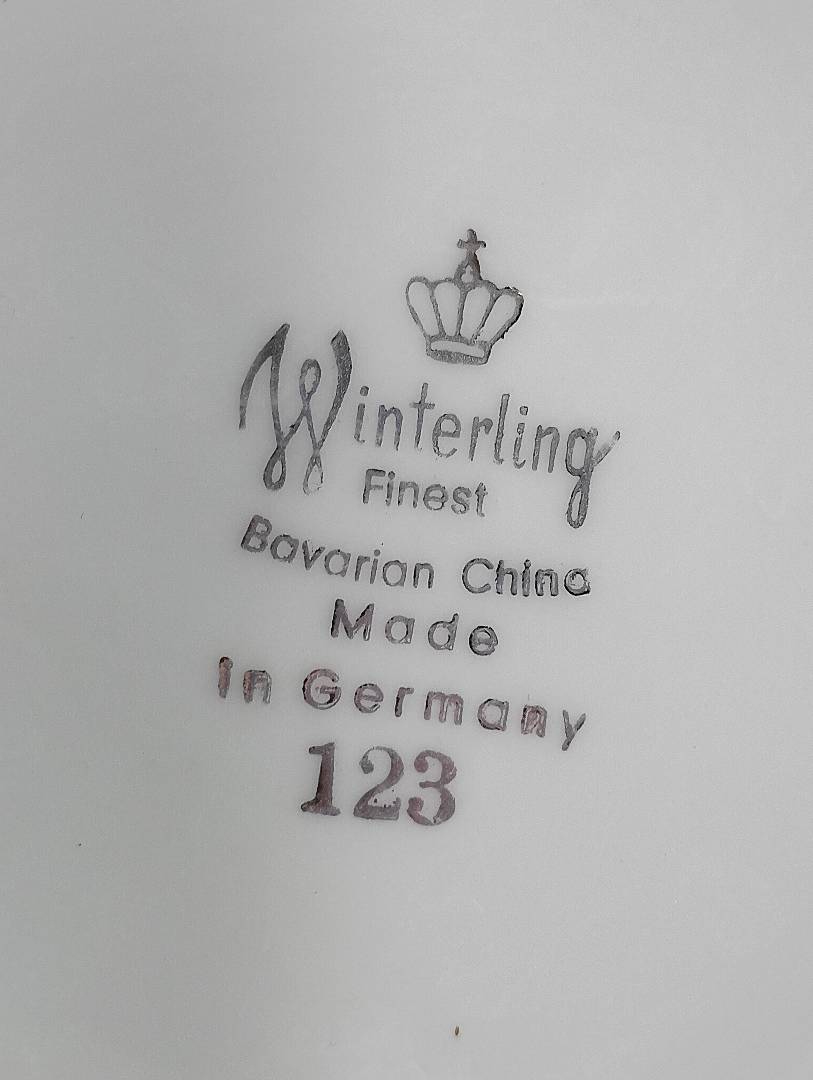 Winterling
Finest
Bavarian China
Made
in Germany
123